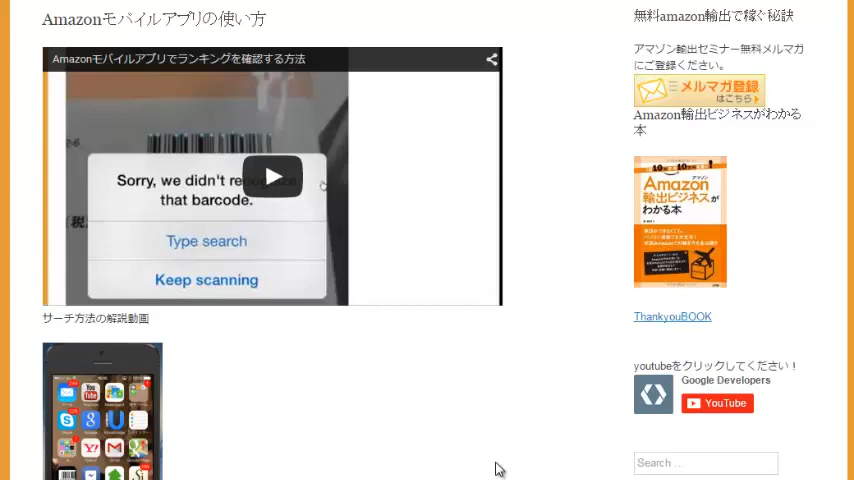 Amazonモバイルアプリの使い方
Amazonモバイルアプリでランキングを確認する方法
Sorry, we didn't recognize
that barcode.
Type search
Keep scanning
サーチ方法の解説動画
無料amazon輸出で稼ぐ秘訣
アマゾン輸出セミナー無料メルマガ
にご登録ください。
メルマガ登録
はこちら
Amazon輸出ビジネスがわかる
本
アマゾン
Amazon
輸出ビジネスが
わかる本
ThankyouBOOK
youtubeをクリックしてください！
Google Developers
YouTube
Search ...